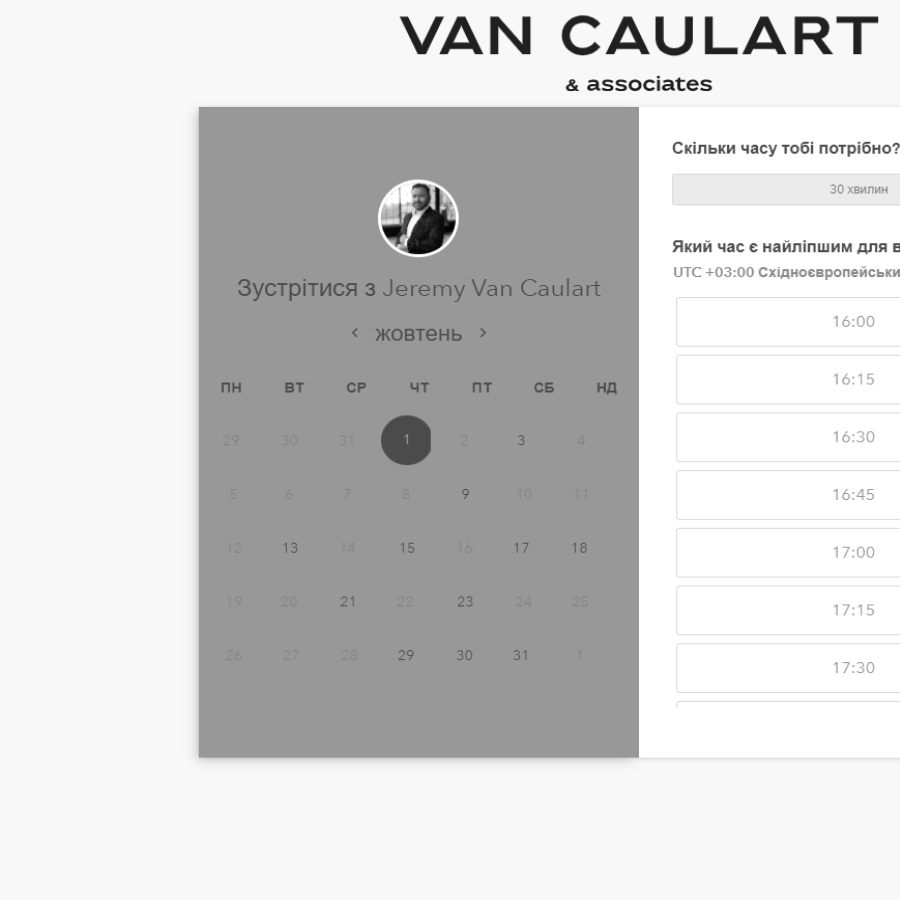 VAN CAULART
& associates
Зустрітися з Jeremy Van Caulart
‹ жовтень ›
ПН ВТ СР ЧТ ПТ СБ НД
29 30 31 1 2 3 4
5 6 7 8 9 10 11
12 13 14 15 16 17 18
19 20 21 22 23 24 25
26 27 28 29 30 31 1
Скільки часу тобі потрібно?
30 хвилин
Який час є найліпшим для в
UTC +03:00 Східноєвропейськи
16:00
16:15
16:30
16:45
17:00
17:15
17:30